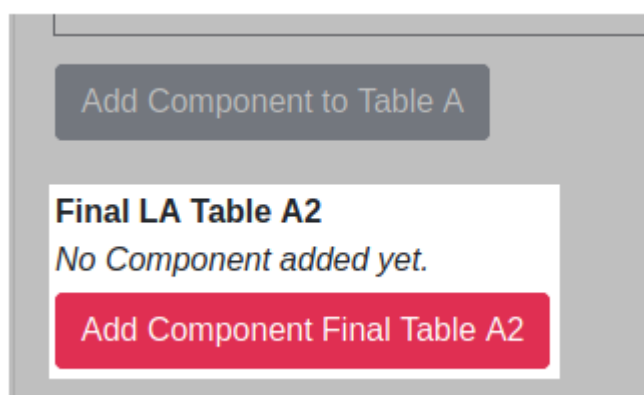 Add Component to Table A
Final LA Table A2
No Component added yet.
Add Component Final Table A2